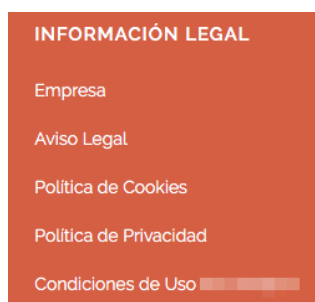 INFORMACIÓN LEGAL
Empresa
Aviso Legal
Política de Cookies
Política de Privacidad
Condiciones de Uso